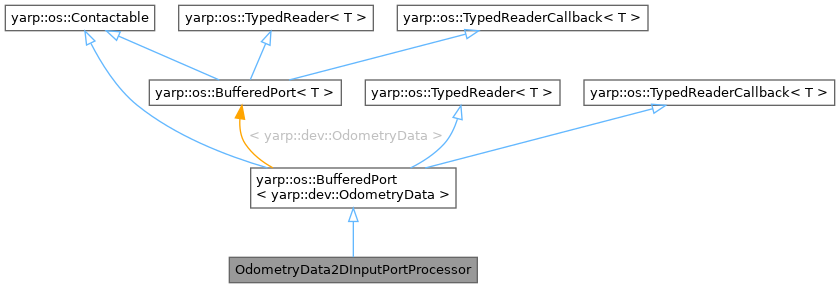 yarp::os::Contactable
yarp::os::TypedReader< T >
yarp::os::TypedReaderCallback< T >
yarp::os::BufferedPort< T >
yarp::os::TypedReader< T >
yarp::os::TypedReaderCallback< T >
< yarp::dev::OdometryData >
yarp::os::BufferedPort
< yarp::dev::OdometryData >
OdometryData2DInputPortProcessor